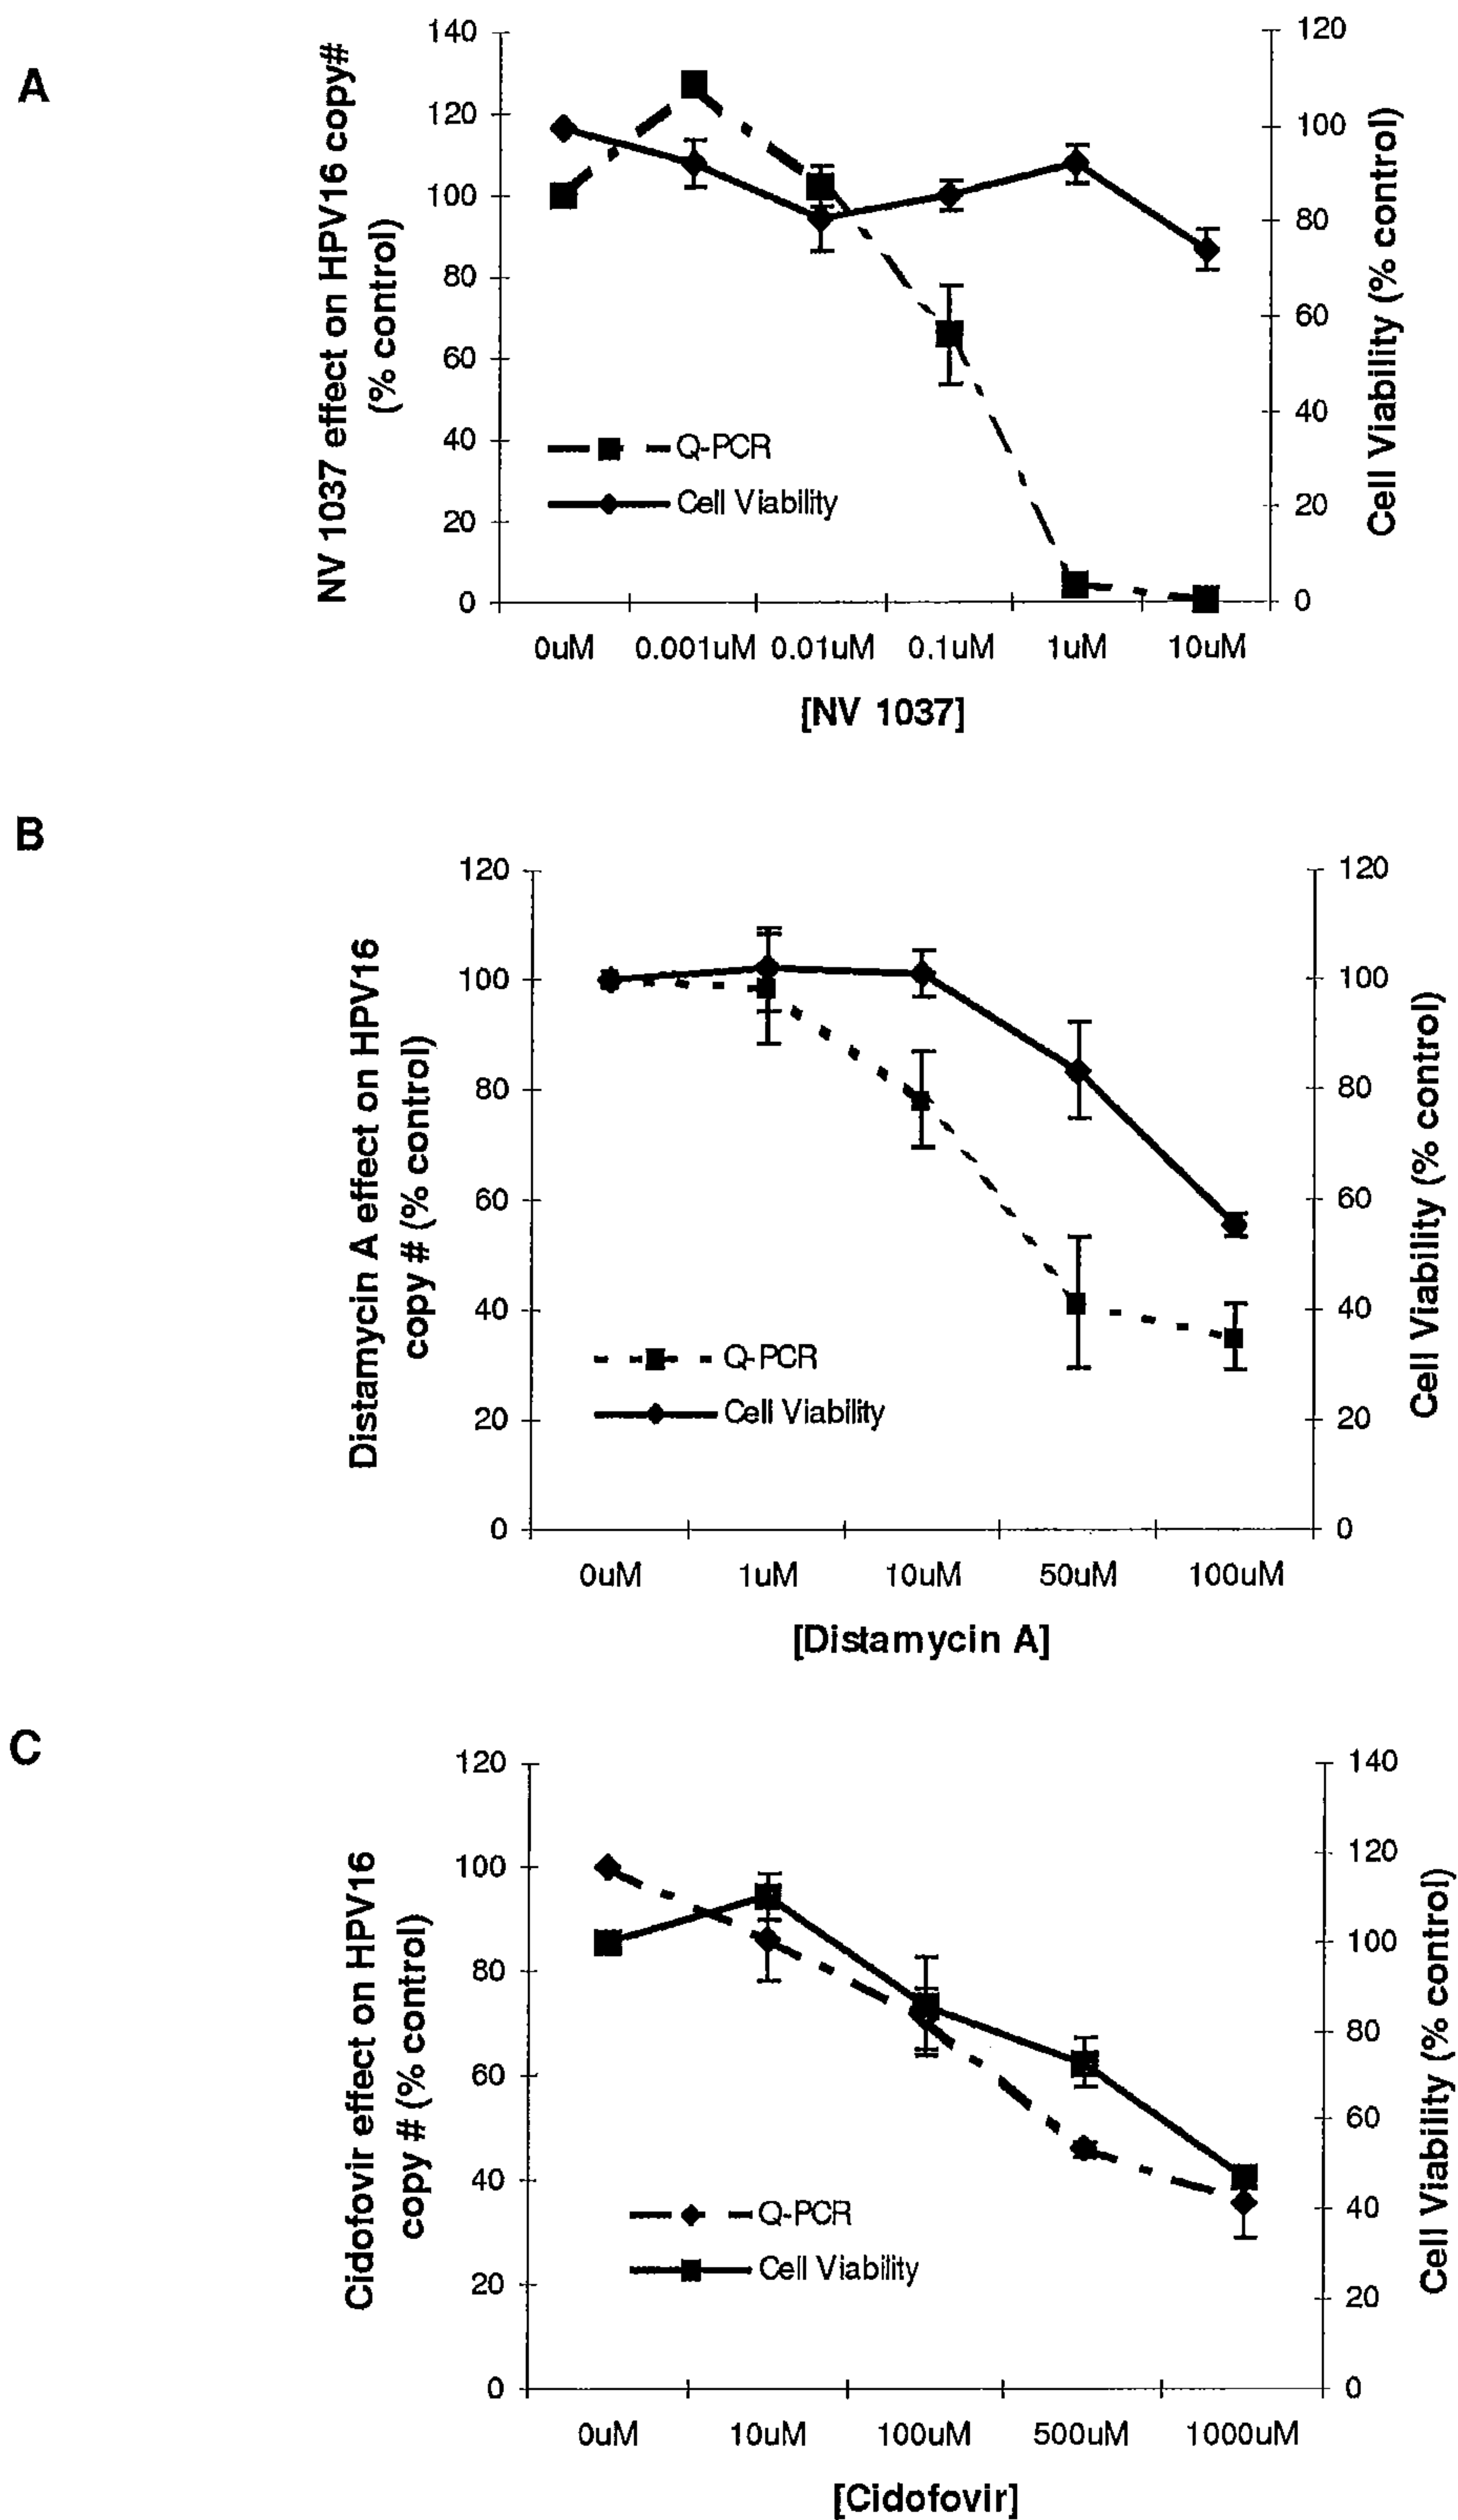 A
NV 1037 effect on HPV16 copy#
(% control)
140
120
100
80
60
40
20
0
120
100
80
60
40
20
0
Cell Viability (% control)
Q-PCR
Cell Viability
0uM 0.001uM 0.01uM 0.1uM 1uM 10uM
[NV 1037]
B
Distamycin A effect on HPV16
copy # (% control)
120
100
80
60
40
20
0
120
100
80
60
40
20
0
Cell Viability (% control)
Q-PCR
Cell Viability
0uM 1uM 10uM 50uM 100uM
[Distamycin A]
C
Cidofovir effect on HPV16
copy # (% control)
120
100
80
60
40
20
0
140
120
100
80
60
40
20
0
Cell Viability (% control)
Q-PCR
Cell Viability
0uM 10uM 100uM 500uM 1000uM
[Cidofovir]